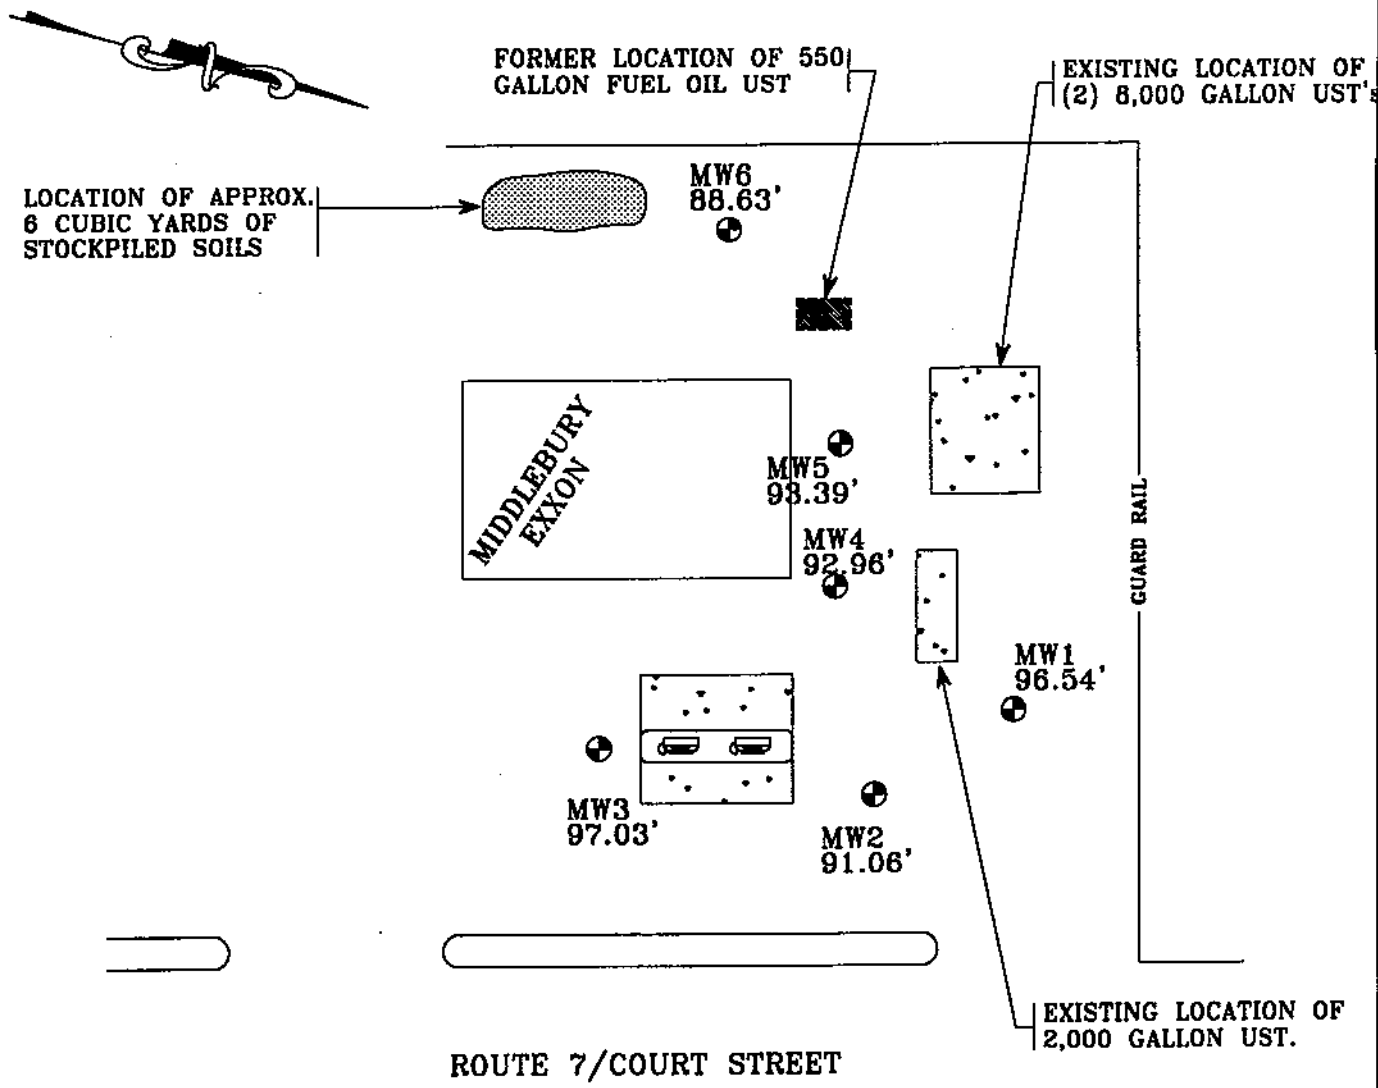 FORMER LOCATION OF 550
GALLON FUEL OIL UST
EXISTING LOCATION OF
(2) 8,000 GALLON UST's
LOCATION OF APPROX.
6 CUBIC YARDS OF
STOCKPILED SOILS
MW6
88.63'
MIDDLEBURY
EXXON
MW5
93.39'
MW4
92.96'
GUARD RAIL
MW1
96.54'
MW3
97.03'
MW2
91.06'
EXISTING LOCATION OF
2,000 GALLON UST.
ROUTE 7/COURT STREET